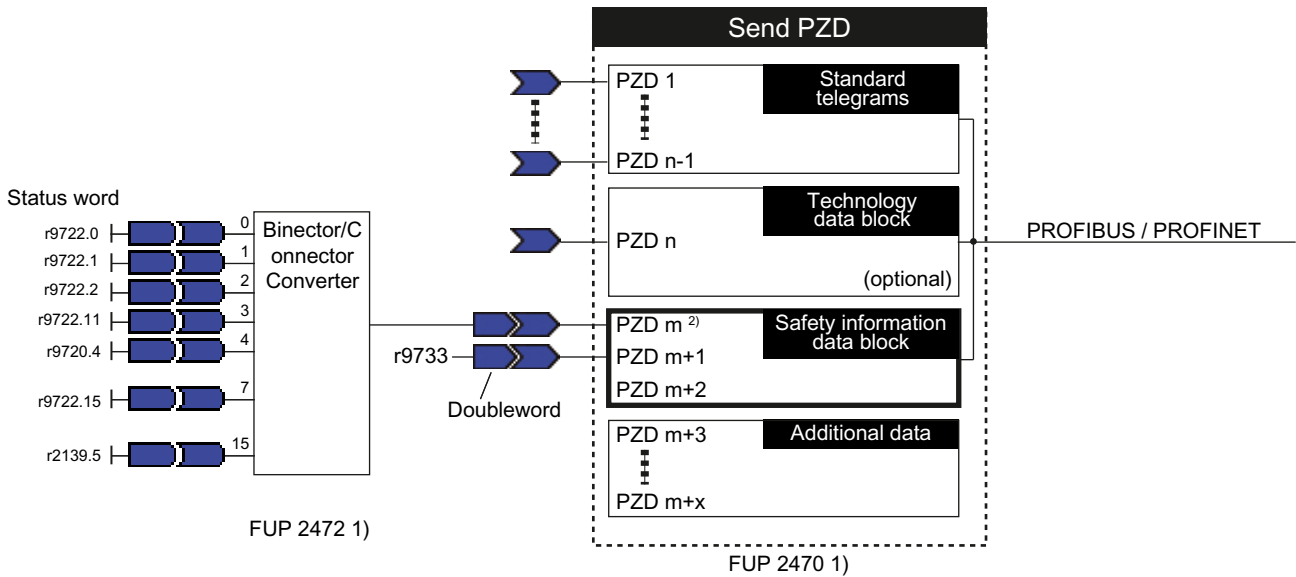 Send PZD
PZD 1
Standard
telegrams
PZD n-1
Technology
data block
PZD n
(optional)
PROFIBUS / PROFINET
Status word
r9722.0
0
r9722.1
1
r9722.2
2
r9722.11
3
r9720.4
4
r9722.15
7
r2139.5
15
Binector/C
onnector
Converter
FUP 2472 1)
r9733
Doubleword
PZD m 2)
Safety information
data block
PZD m+1
PZD m+2
PZD m+3
Additional data
PZD m+x
FUP 2470 1)